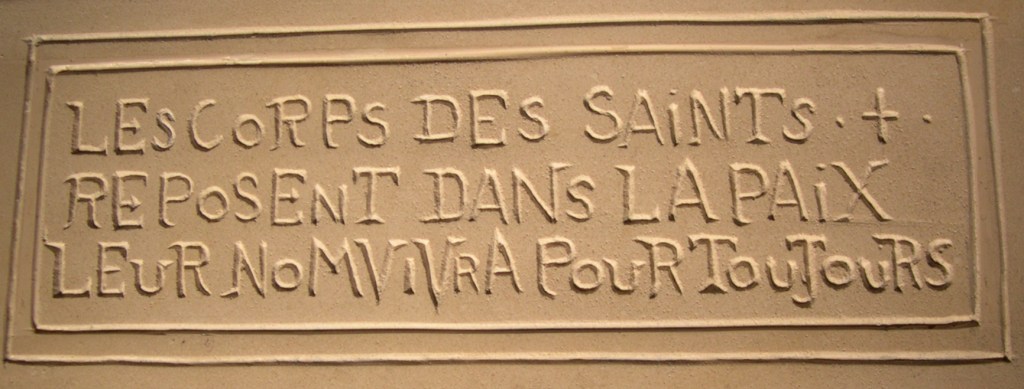 LES CORPS DES SAiNTS · + ·
REPOSENT DANS LA PAiX
LEuR NOM ViVRA POuR TOuJOuRS